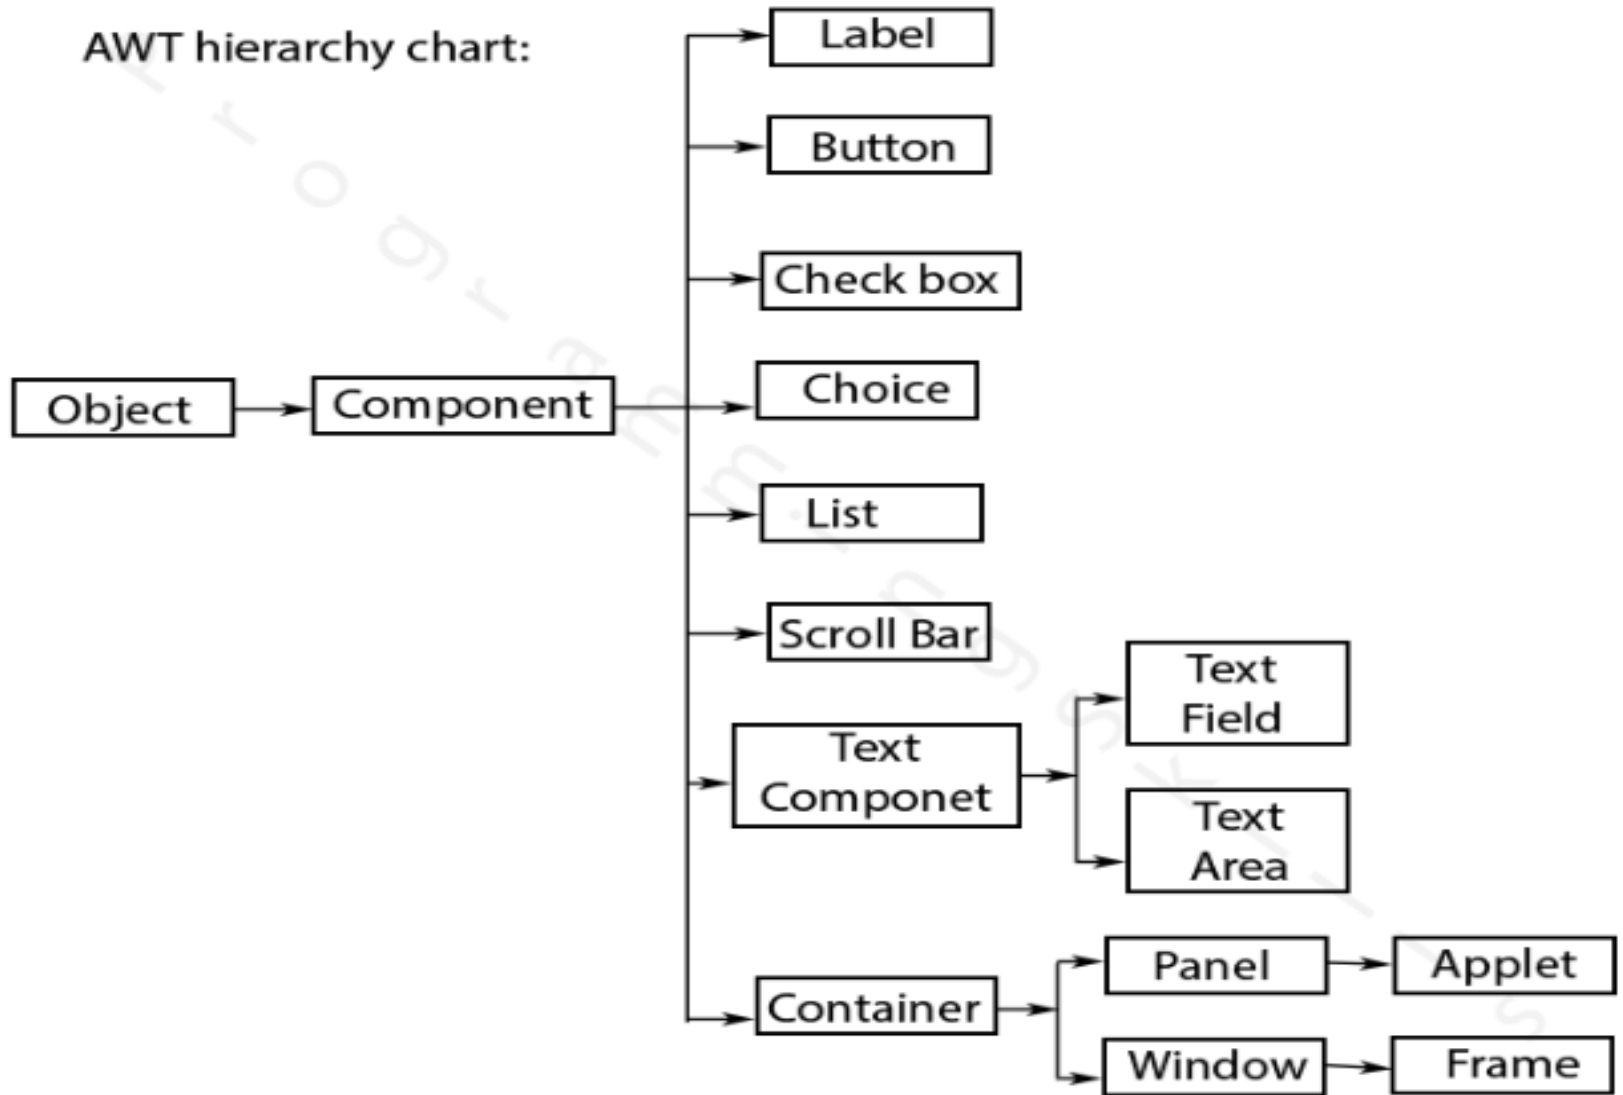 AWT hierarchy chart:
Label
Button
Check box
Object
Component
Choice
List
Scroll Bar
Text
Componet
Text
Field
Text
Area
Container
Panel
Applet
Window
Frame
Programmingskills